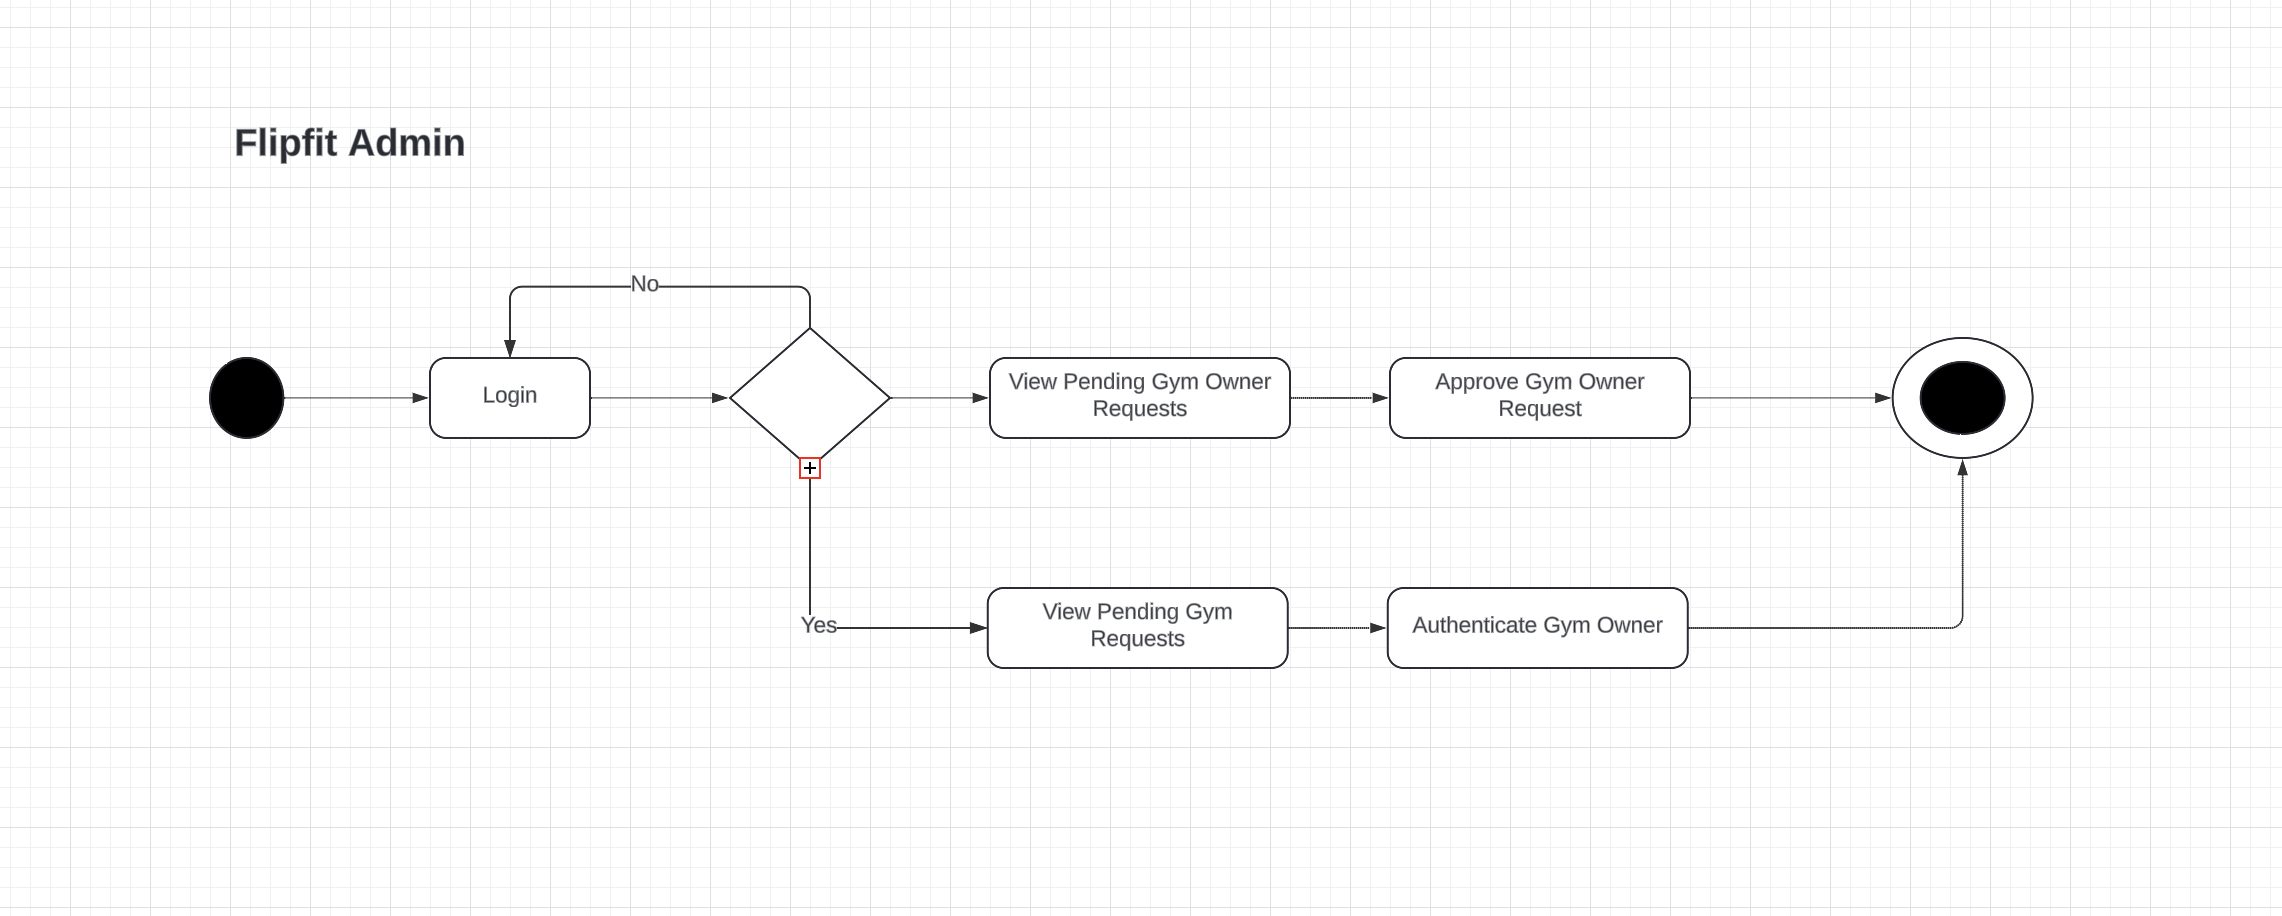 Flipfit Admin
No
Login
View Pending Gym Owner
Requests
Approve Gym Owner
Request
Yes
View Pending Gym
Requests
Authenticate Gym Owner